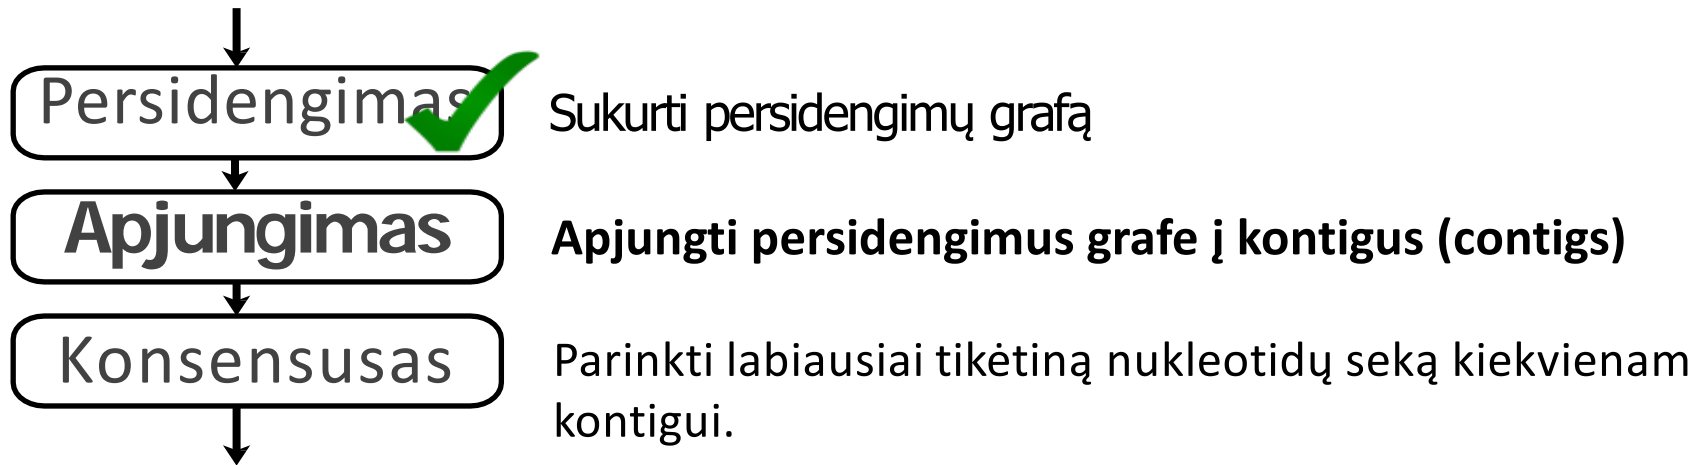 Persidengimas
Sukurti persidengimų grafą
Apjungimas
Apjungti persidengimus grafe į kontigus (contigs)
Konsensusas
Parinkti labiausiai tikėtiną nukleotidų seką kiekvienam
kontigui.